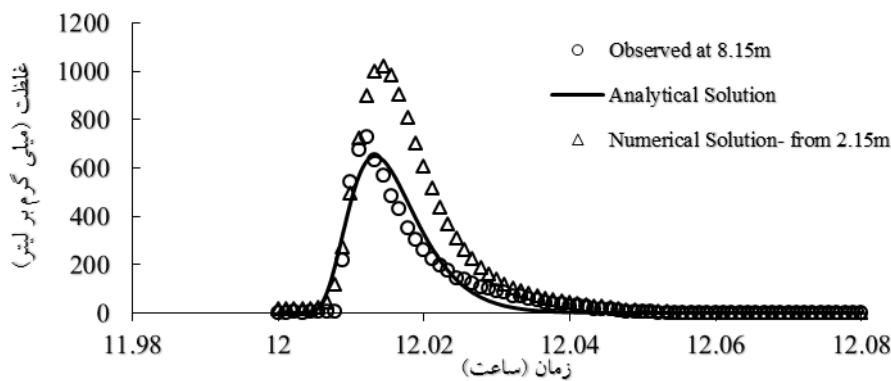 غلظت (میلی گرم بر لیتر)
1200
1000
800
600
400
200
0
Observed at 8.15m
Analytical Solution
Numerical Solution- from 2.15m
11.98 12 12.02 12.04 12.06 12.08
زمان (ساعت)